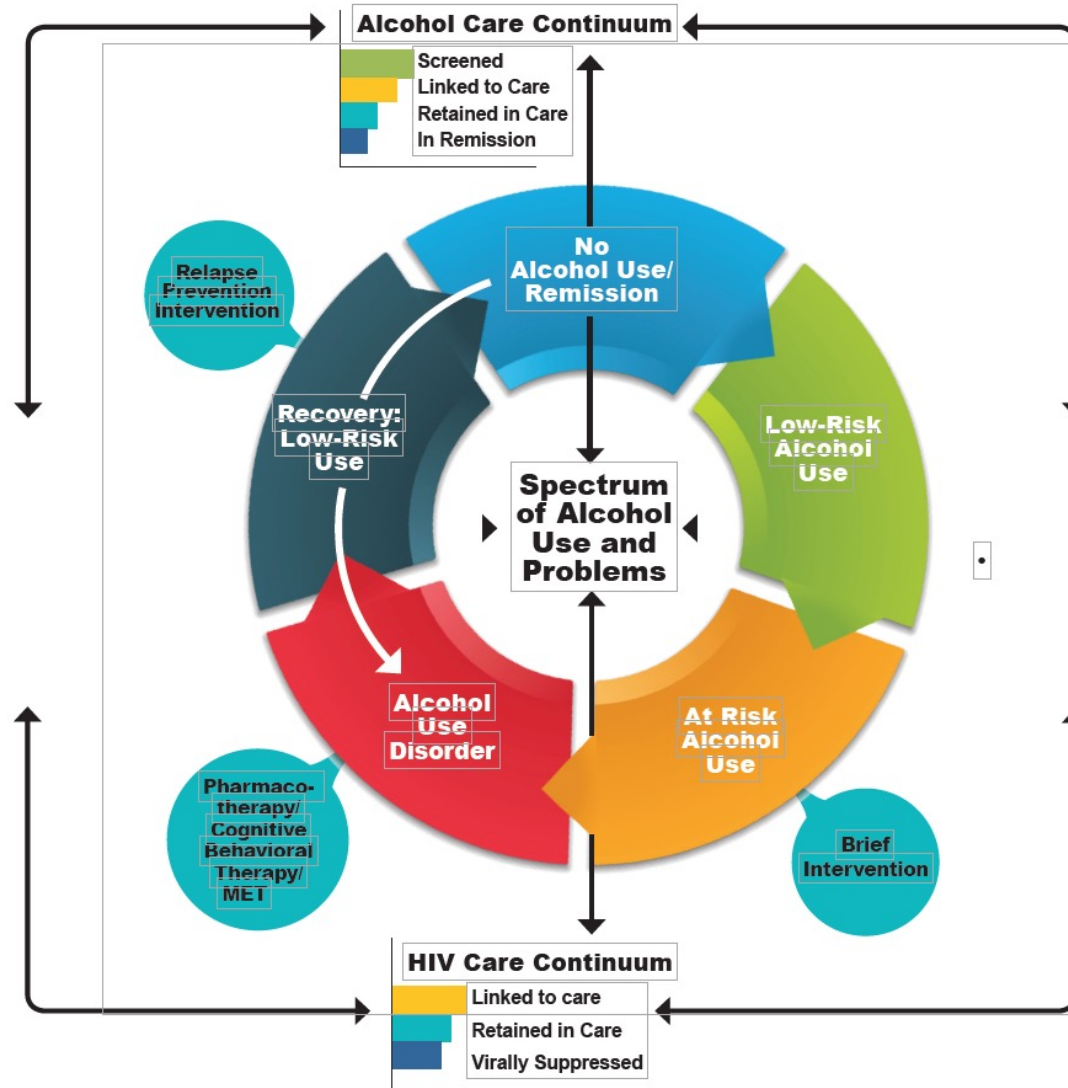 Alcohol Care Continuum
Screened
Linked to Care
Retained in Care
In Remission
No
Alcohol Use/
Remission
Relapse
Prevention
Intervention
Recovery:
Low-Risk
Use
Low-Risk
Alcohol
Use
Spectrum
of Alcohol
Use and
Problems
Alcohol
Use
Disorder
At Risk
Alcohol
Use
Pharmaco-
therapy/
Cognitive
Behavioral
Therapy/
MET
Brief
Intervention
HIV Care Continuum
Linked to care
Retained in Care
Virally Suppressed